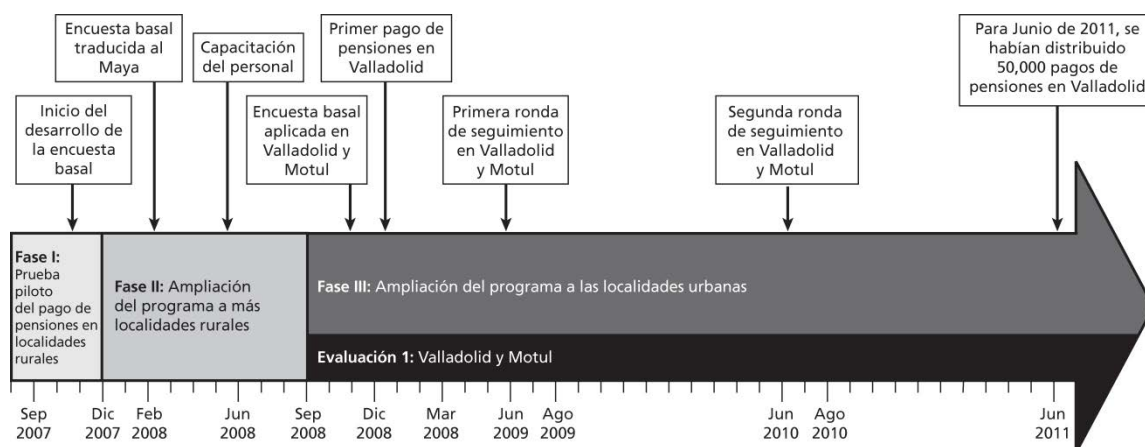 Encuesta basal
traducida al
Maya
Capacitación
del personal
Primer pago de
pensiones en
Valladolid
Para Junio de 2011, se
habían distribuido
50,000 pagos de
pensiones en Valladolid
Inicio del
desarrollo de
la encuesta
basal
Encuesta basal
aplicada en
Valladolid y
Motul
Primera ronda
de seguimiento
en Valladolid
y Motul
Segunda ronda
de seguimiento
en Valladolid
y Motul
Fase I:
Prueba
piloto
del pago de
pensiones en
localidades
rurales
Fase II: Ampliación
del programa a más
localidades rurales
Fase III: Ampliación del programa a las localidades urbanas
Evaluación 1: Valladolid y Motul
Sep Dic Feb Jun Sep Dic Mar Jun Ago Jun Ago Jun
2007 2007 2008 2008 2008 2008 2008 2009 2009 2010 2010 2011